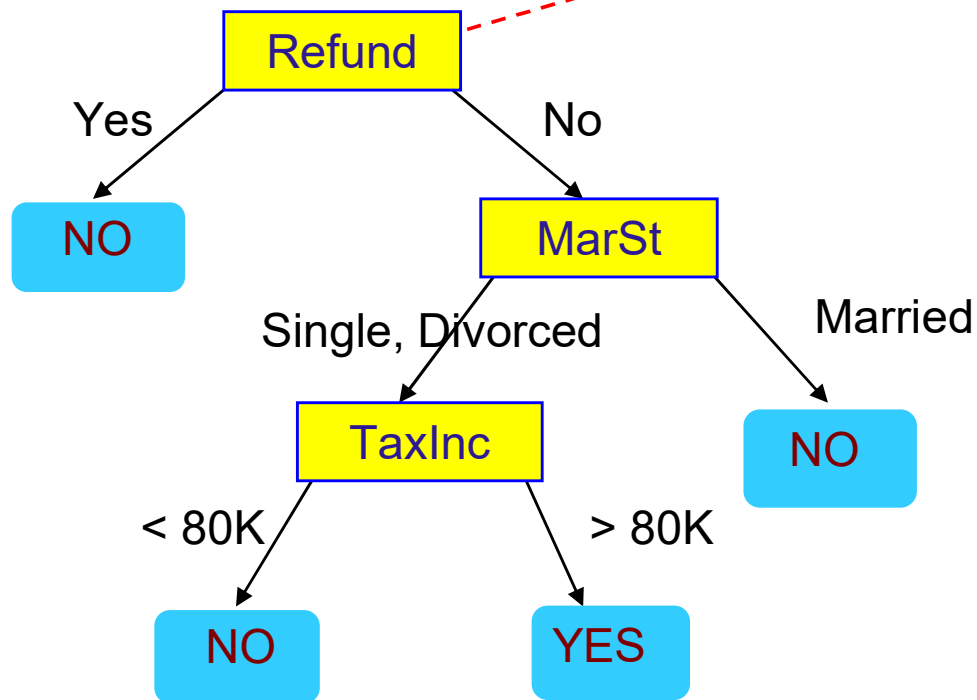 Refund
Yes
No
NO
MarSt
Single, Divorced
Married
TaxInc
NO
< 80K
> 80K
NO
YES